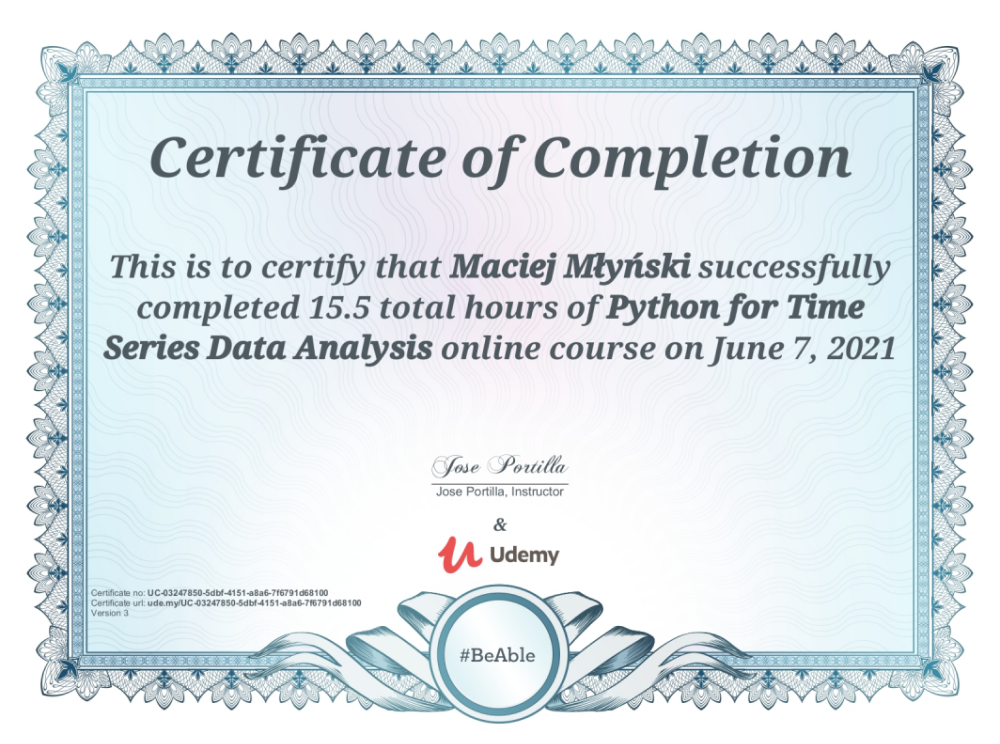 Certificate of Completion
This is to certify that Maciej Młyński successfully
completed 15.5 total hours of Python for Time
Series Data Analysis online course on June 7, 2021
Jose Portilla
Jose Portilla, Instructor
&
Udemy
Certificate no: UC-03247850-5dbf-4151-a8a6-7f6791d68100
Certificate url: ude.my/UC-03247850-5dbf-4151-a8a6-7f6791d68100
Version 3
#BeAble